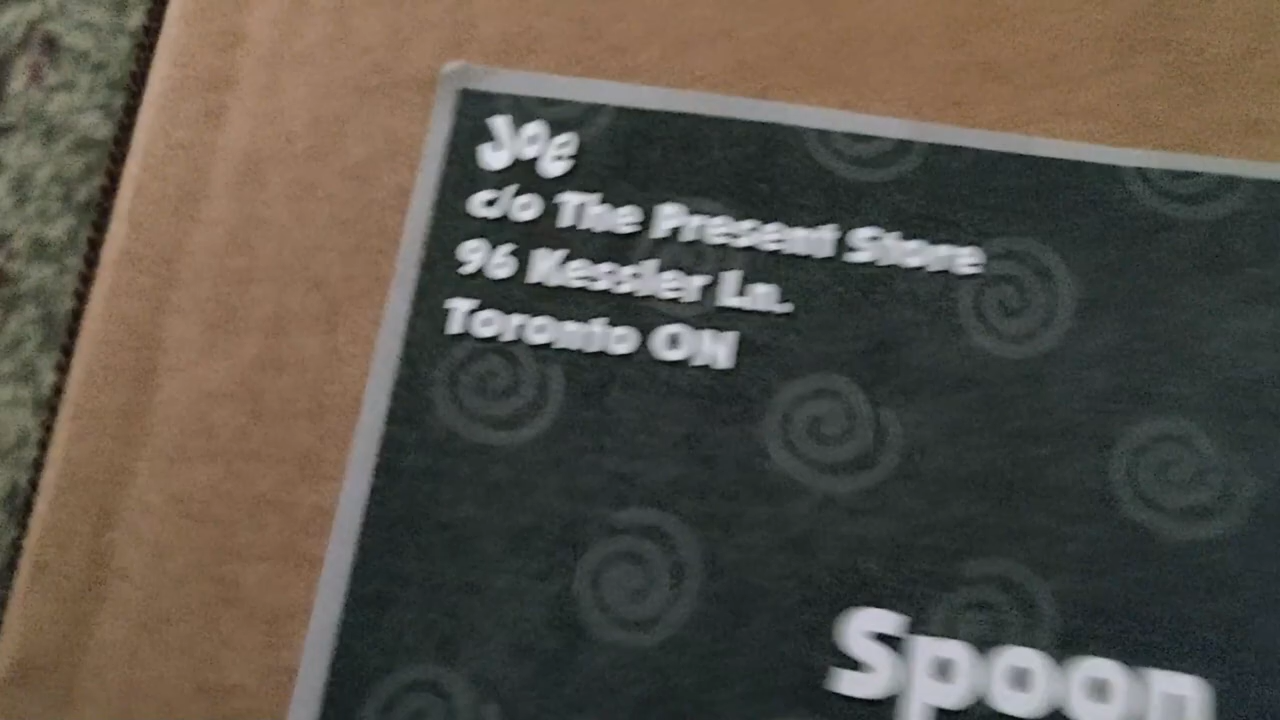 Joe
c/o The Present Store
96 Kessler Ln.
Toronto ON
Spoon